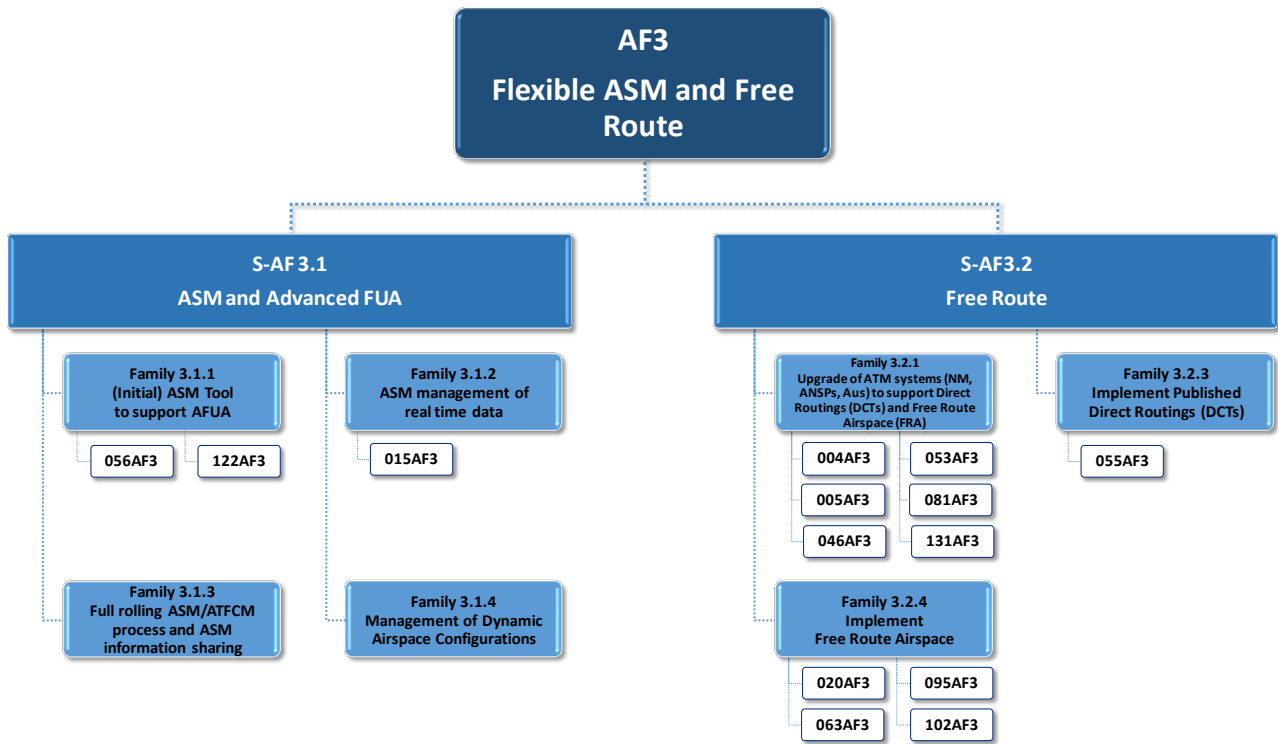 AF3
Flexible ASM and Free
Route
S-AF 3.1
ASM and Advanced FUA
S-AF3.2
Free Route
Family 3.1.1
(Initial) ASM Tool
to support AFUA
056AF3
122AF3
Family 3.1.2
ASM management of
real time data
015AF3
Family 3.2.1
Upgrade of ATM systems (NM,
ANSPs, Aus) to support Direct
Routings (DCTs) and Free Route
Airspace (FRA)
004AF3
053AF3
005AF3
081AF3
046AF3
131AF3
Family 3.2.3
Implement Published
Direct Routings (DCTs)
055AF3
Family 3.1.3
Full rolling ASM/ATFCM
process and ASM
information sharing
Family 3.1.4
Management of Dynamic
Airspace Configurations
Family 3.2.4
Implement
Free Route Airspace
020AF3
095AF3
063AF3
102AF3